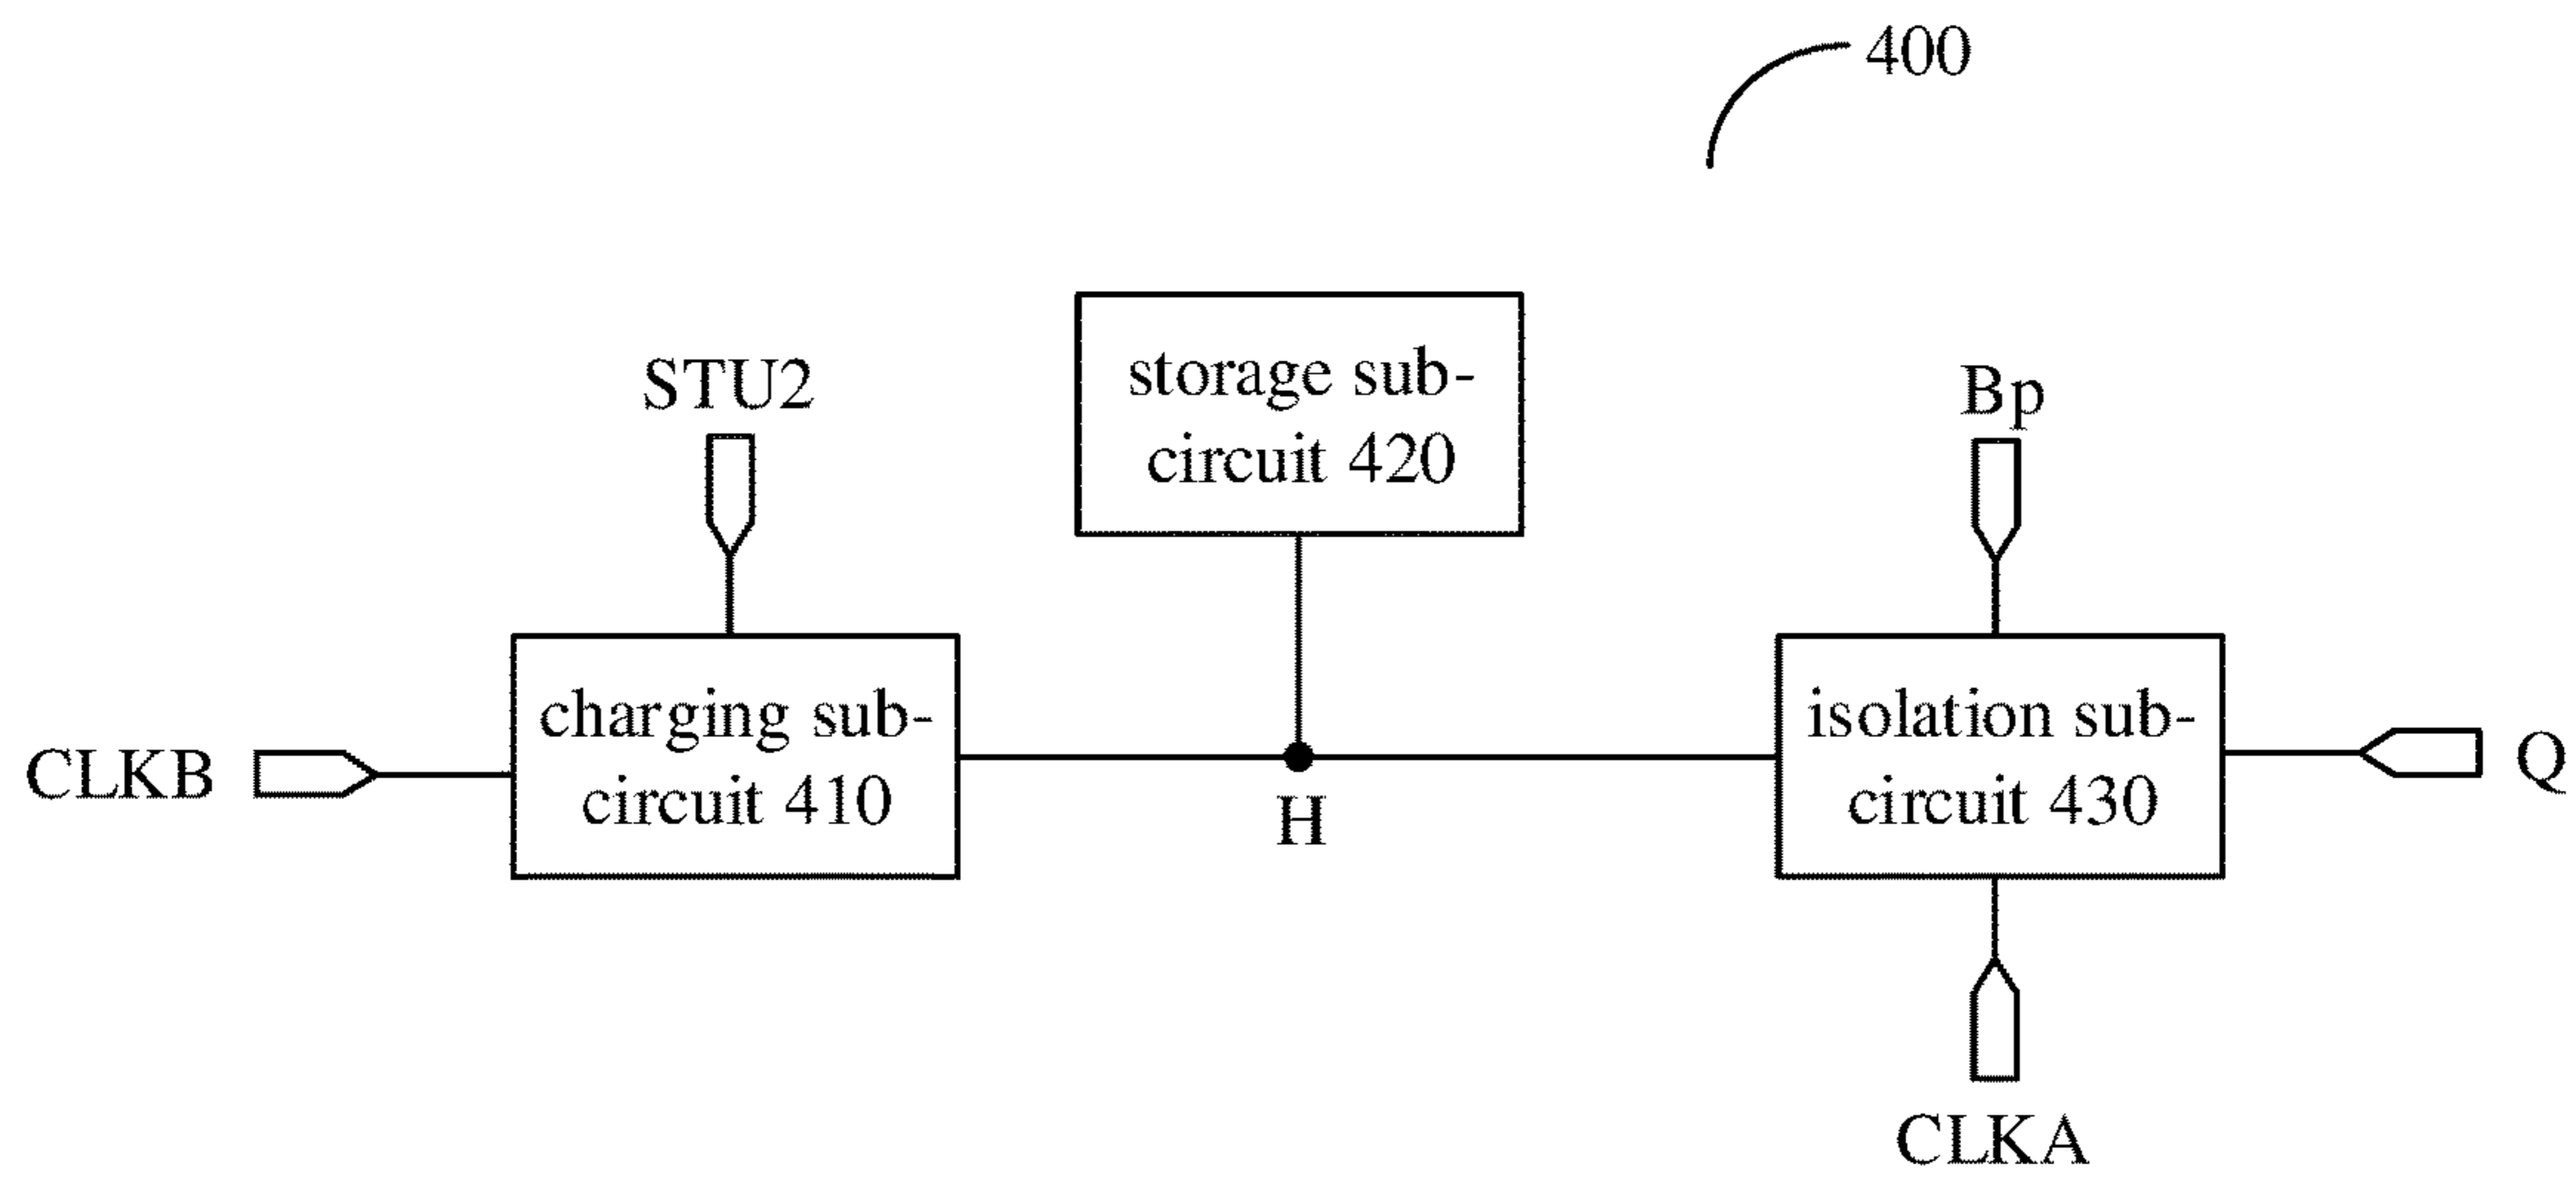 400
storage sub-
circuit 420
STU2
Bp
charging sub-
circuit 410
isolation sub-
circuit 430
CLKB
H
Q
CLKA